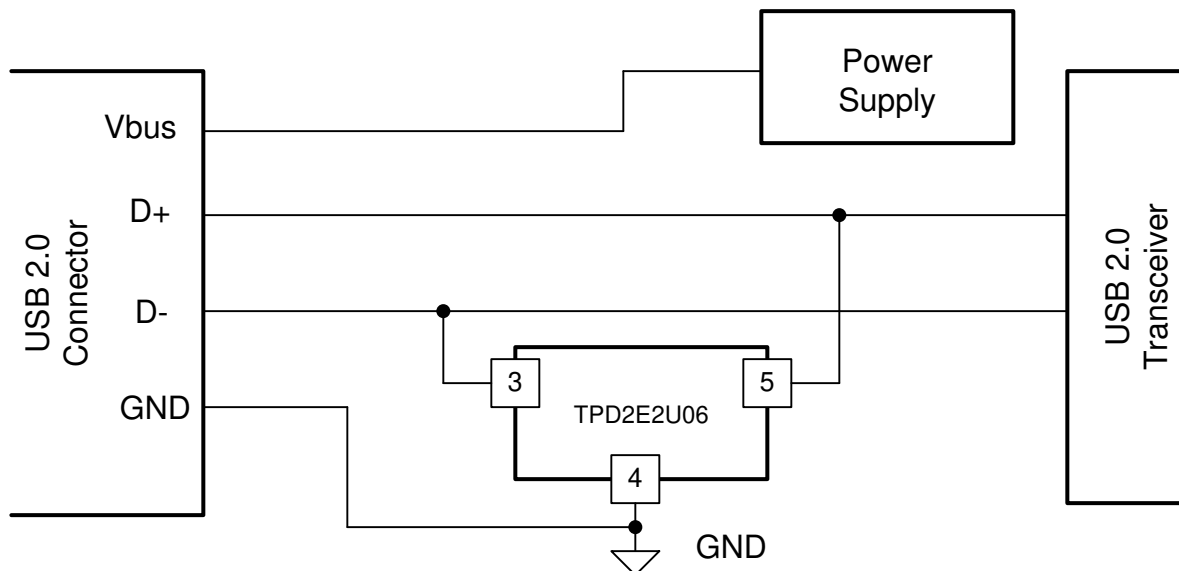 Power
Supply
Vbus
D+
D-
GND
USB 2.0
Connector
3
5
TPD2E2U06
4
GND
USB 2.0
Transceiver